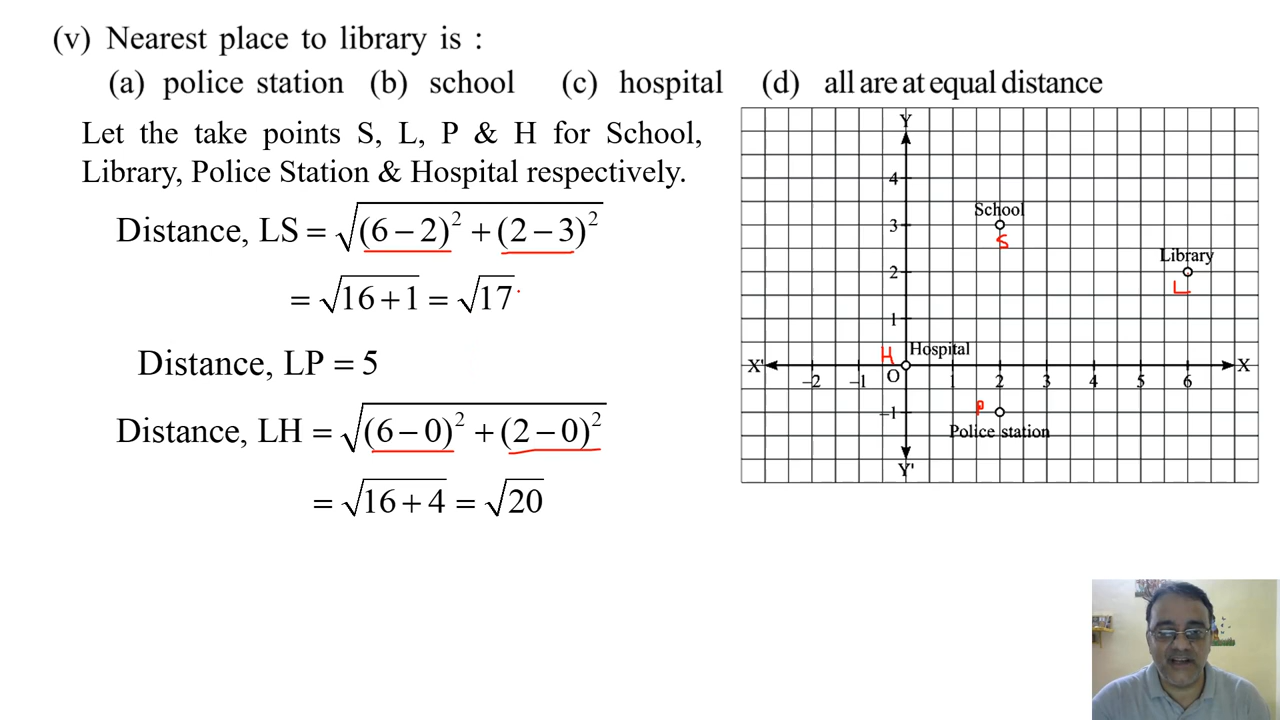 (v) Nearest place to library is :
(a) police station (b) school (c) hospital (d) all are at equal distance
Let the take points S, L, P & H for School,
Library, Police Station & Hospital respectively.
Distance, LS = √((6 − 2)² + (2 − 3)²)
= √(16 + 1) = √17
Distance, LP = 5
Distance, LH = √((6 − 0)² + (2 − 0)²)
= √(16 + 4) = √20
Y
4
School
3
S
Library
2
L
1
H Hospital
X' O X
−2 −1 1 2 3 4 5 6
−1 P
Police station
Y'